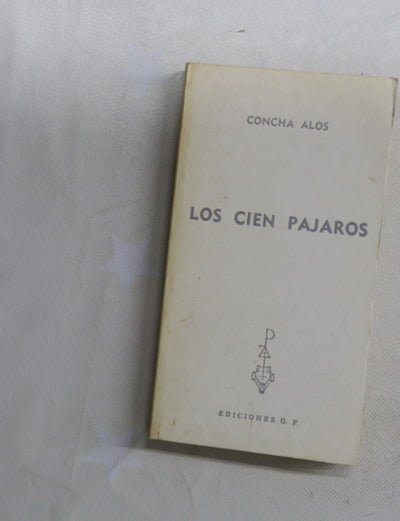 CONCHA ALOS
LOS CIEN PAJAROS
EDICIONES G. P.